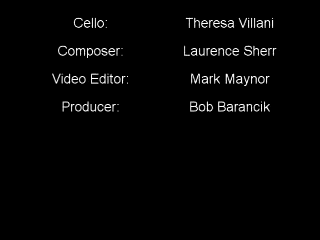 Cello: Theresa Villani
Composer: Laurence Sherr
Video Editor: Mark Maynor
Producer: Bob Barancik